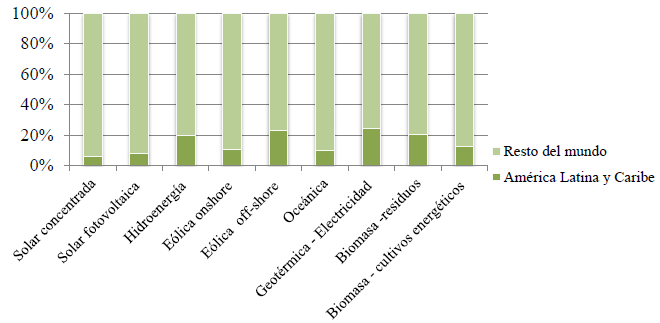 100%
80%
60%
40%
20%
0%
Solar concentrada
Solar fotovoltaica
Hidroenergía
Eólica onshore
Eólica off-shore
Oceánica
Geotérmica - Electricidad
Biomasa -residuos
Biomasa - cultivos energéticos
Resto del mundo
América Latina y Caribe